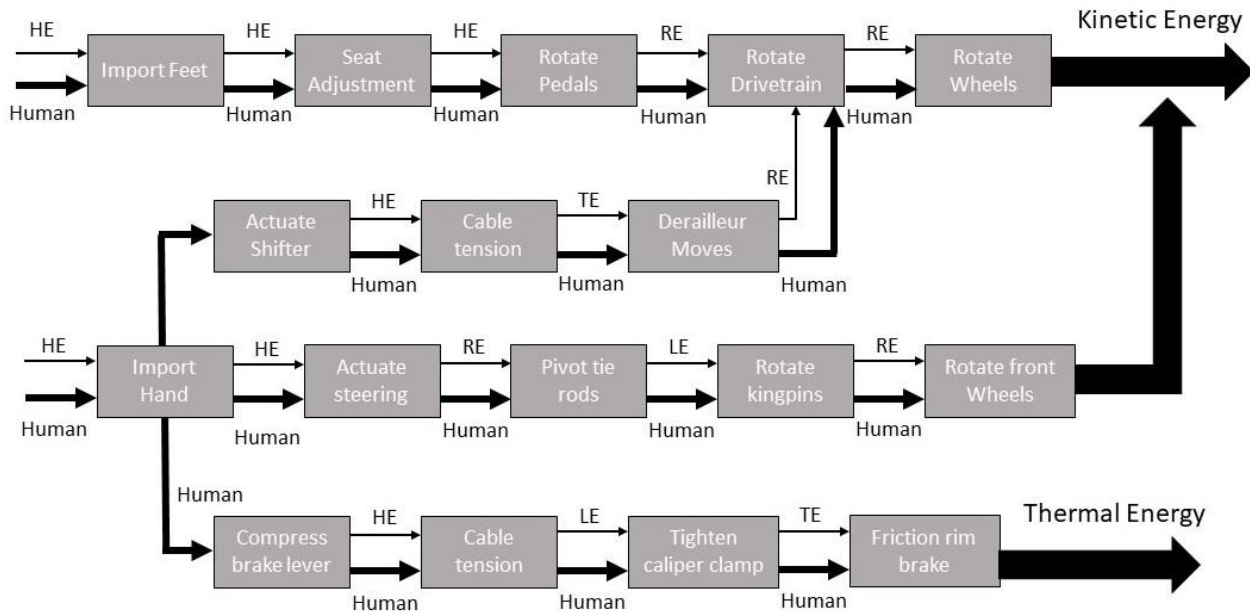 Kinetic Energy
HE HE HE RE RE
Import Feet
Seat
Adjustment
Rotate
Pedals
Rotate
Drivetrain
Rotate
Wheels
Human Human Human Human Human
HE TE RE
Actuate
Shifter
Cable
tension
Derailleur
Moves
Human Human Human
HE HE RE LE RE
Import
Hand
Actuate
steering
Pivot tie
rods
Rotate
kingpins
Rotate front
Wheels
Human Human Human Human Human
Human
HE LE TE
Thermal Energy
Compress
brake lever
Cable
tension
Tighten
caliper clamp
Friction rim
brake
Human Human Human